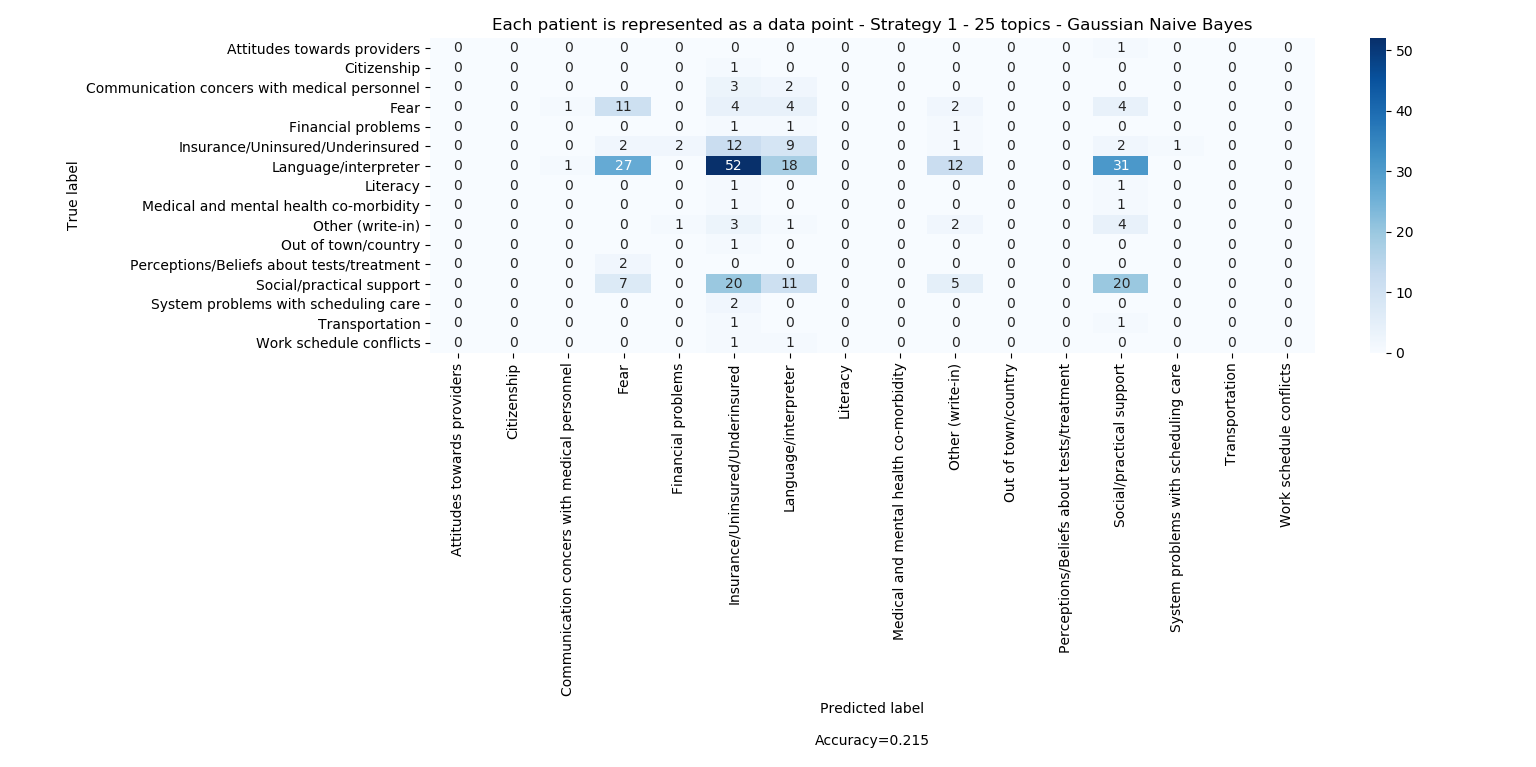 Each patient is represented as a data point - Strategy 1 - 25 topics - Gaussian Naive Bayes
Attitudes towards providers 0 0 0 0 0 0 0 0 0 0 0 0 1 0 0 0
Citizenship 0 0 0 0 0 1 0 0 0 0 0 0 0 0 0 0
Communication concers with medical personnel 0 0 0 0 0 3 2 0 0 0 0 0 0 0 0 0
Fear 0 0 1 11 0 4 4 0 0 2 0 0 4 0 0 0
Financial problems 0 0 0 0 0 1 1 0 0 1 0 0 0 0 0 0
Insurance/Uninsured/Underinsured 0 0 0 2 2 12 9 0 0 1 0 0 2 1 0 0
Language/interpreter 0 0 1 27 0 52 18 0 0 12 0 0 31 0 0 0
Literacy 0 0 0 0 0 1 0 0 0 0 0 0 1 0 0 0
Medical and mental health co-morbidity 0 0 0 0 0 1 0 0 0 0 0 0 1 0 0 0
Other (write-in) 0 0 0 0 1 3 1 0 0 2 0 0 4 0 0 0
Out of town/country 0 0 0 0 0 1 0 0 0 0 0 0 0 0 0 0
Perceptions/Beliefs about tests/treatment 0 0 0 2 0 0 0 0 0 0 0 0 0 0 0 0
Social/practical support 0 0 0 7 0 20 11 0 0 5 0 0 20 0 0 0
System problems with scheduling care 0 0 0 0 0 2 0 0 0 0 0 0 0 0 0 0
Transportation 0 0 0 0 0 1 0 0 0 0 0 0 1 0 0 0
Work schedule conflicts 0 0 0 0 0 1 1 0 0 0 0 0 0 0 0 0
True label
Attitudes towards providers
Citizenship
Communication concers with medical personnel
Fear
Financial problems
Insurance/Uninsured/Underinsured
Language/interpreter
Literacy
Medical and mental health co-morbidity
Other (write-in)
Out of town/country
Perceptions/Beliefs about tests/treatment
Social/practical support
System problems with scheduling care
Transportation
Work schedule conflicts
Predicted label
Accuracy=0.215
50
40
30
20
10
0